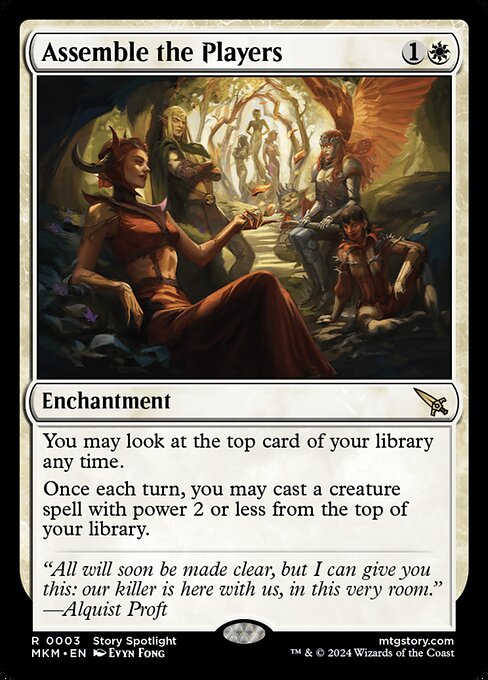 Assemble the Players 1
Enchantment
You may look at the top card of your library
any time.
Once each turn, you may cast a creature
spell with power 2 or less from the top of
your library.
“All will soon be made clear, but I can give you
this: our killer is here with us, in this very room.”
—Alquist Proft
R 0003 Story Spotlight mtgstory.com
MKM • EN Evyn Fong ™ & © 2024 Wizards of the Coast